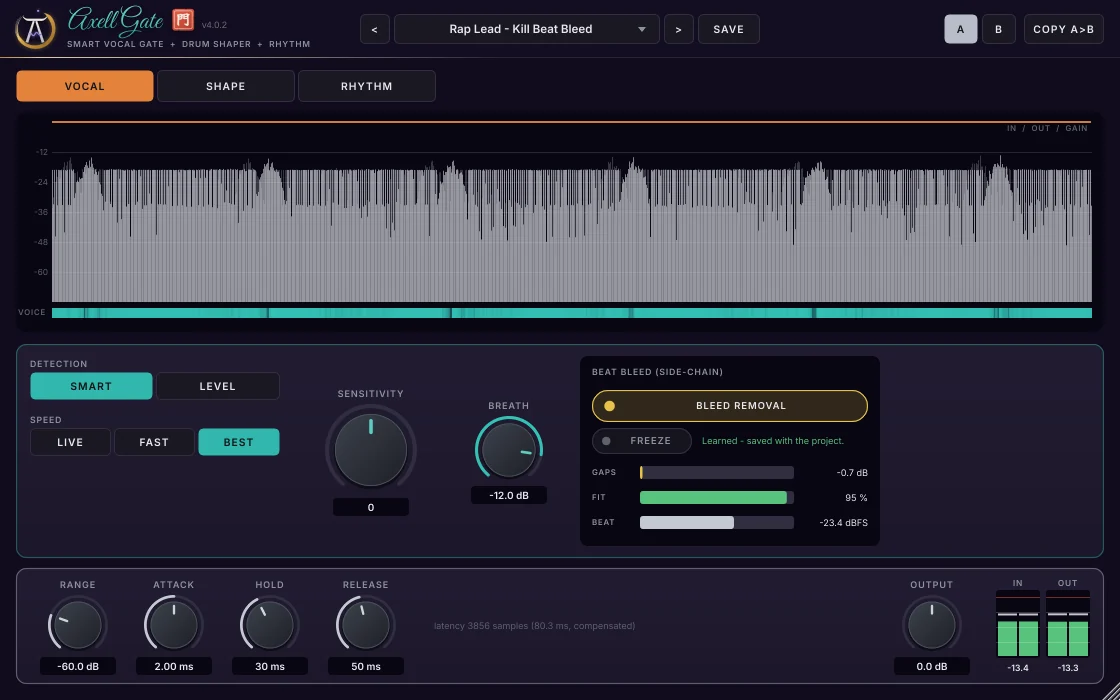 AxellGate 門 v4.0.2
SMART VOCAL GATE + DRUM SHAPER + RHYTHM
< Rap Lead - Kill Beat Bleed > SAVE
A B COPY A>B
VOCAL SHAPE RHYTHM
IN / OUT / GAIN
-12
-24
-36
-48
-60
VOICE
DETECTION
SMART LEVEL
SPEED
LIVE FAST BEST
SENSITIVITY
0
BREATH
-12.0 dB
BEAT BLEED (SIDE-CHAIN)
BLEED REMOVAL
FREEZE Learned - saved with the project.
GAPS -0.7 dB
FIT 95 %
BEAT -23.4 dBFS
RANGE ATTACK HOLD RELEASE
-60.0 dB 2.00 ms 30 ms 50 ms
latency 3856 samples (80.3 ms, compensated)
OUTPUT
0.0 dB
IN OUT
-13.4 -13.3